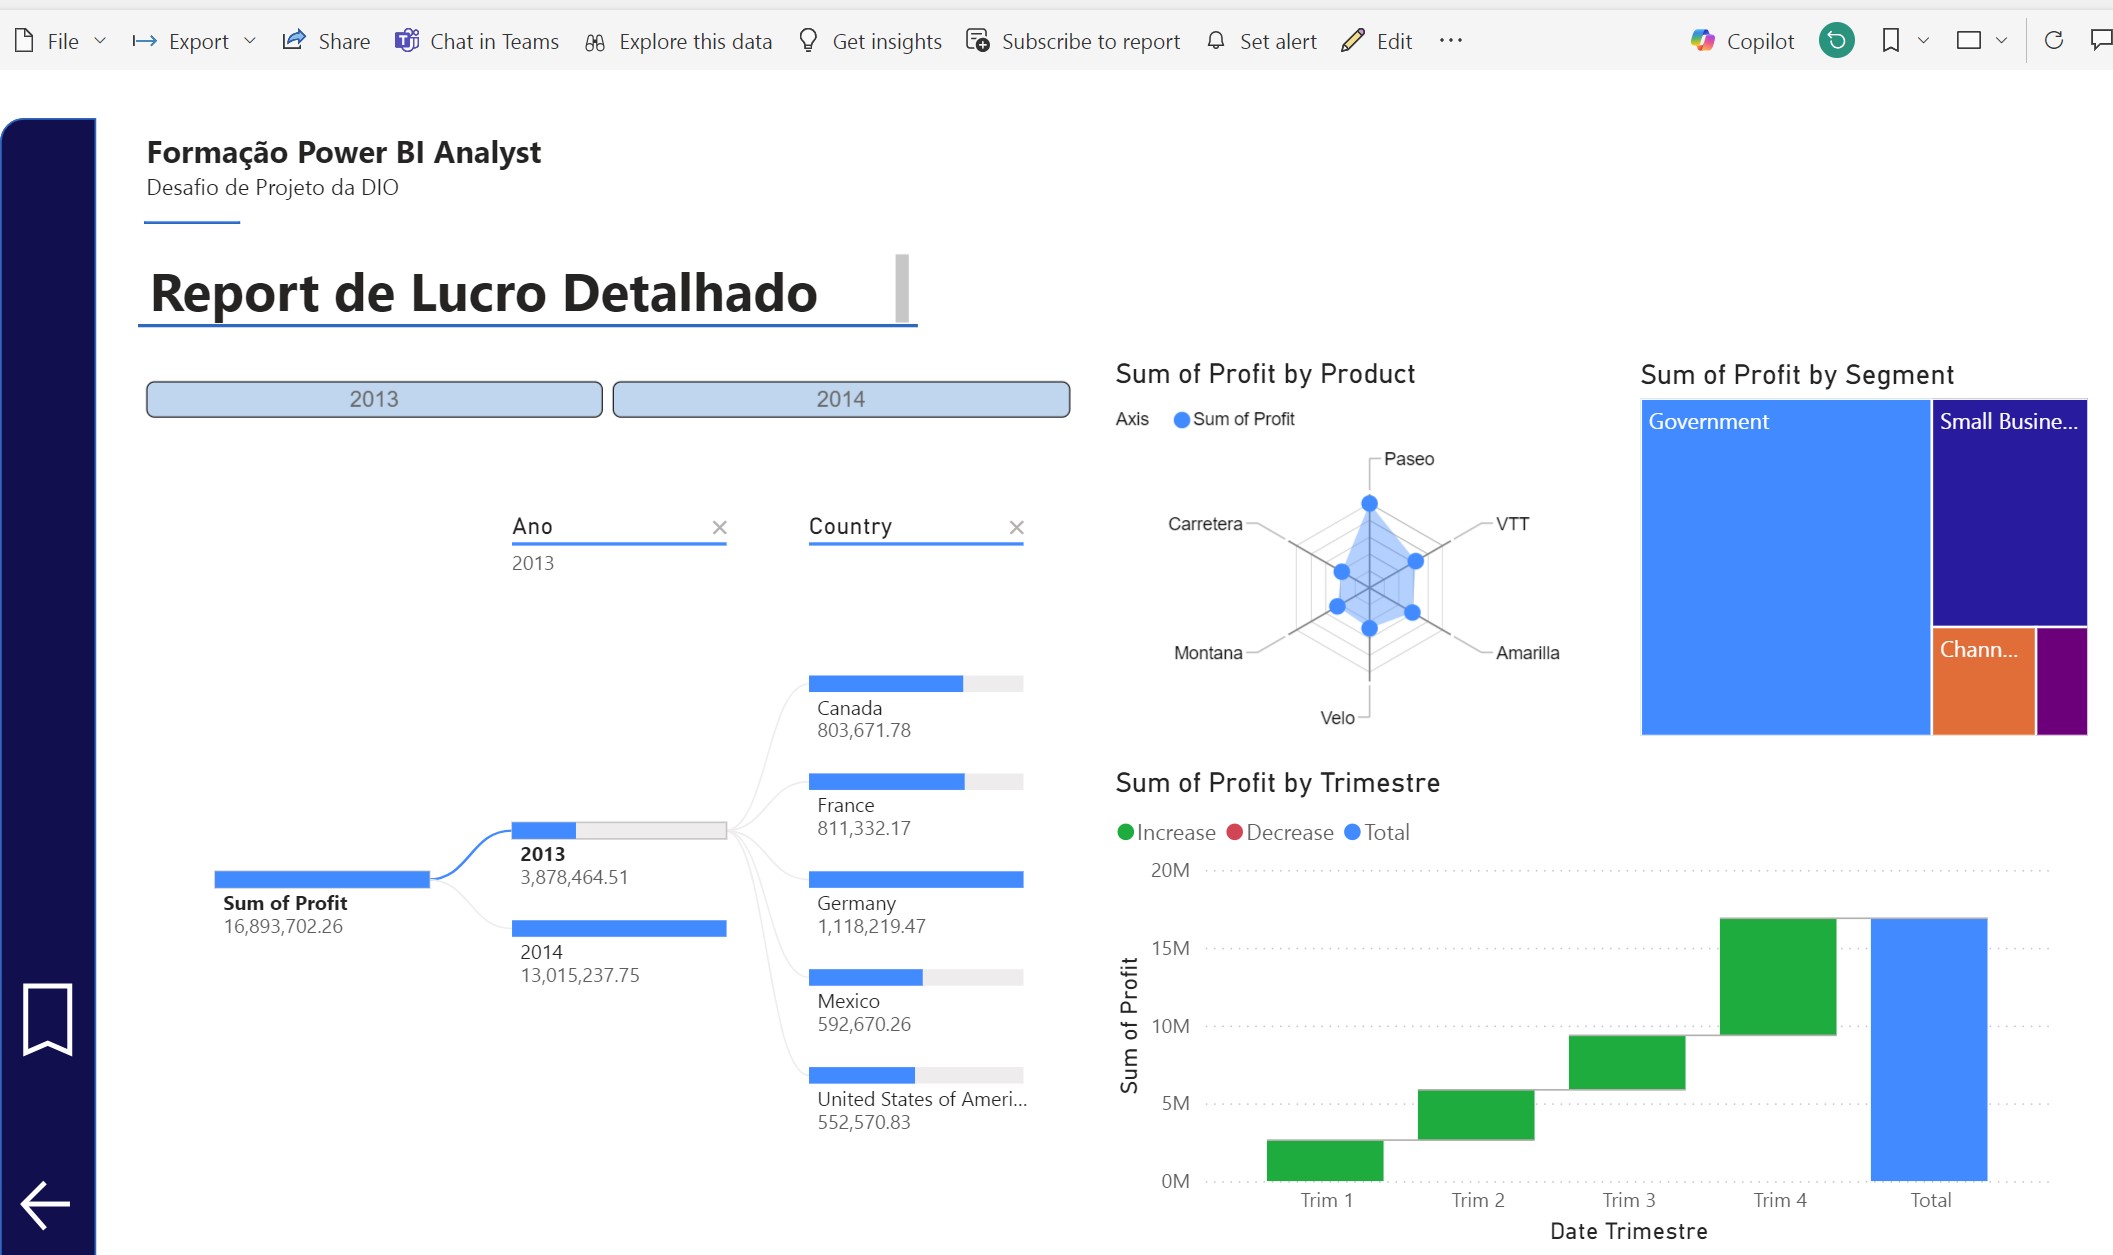 File Export Share Chat in Teams Explore this data Get insights Subscribe to report Set alert Edit ... Copilot
Formação Power BI Analyst
Desafio de Projeto da DIO
Report de Lucro Detalhado
2013 2014
Ano
2013
Country
Sum of Profit
16,893,702.26
2013
3,878,464.51
2014
13,015,237.75
Canada
803,671.78
France
811,332.17
Germany
1,118,219.47
Mexico
592,670.26
United States of Ameri...
552,570.83
Sum of Profit by Product
Axis Sum of Profit
Paseo
Carretera VTT
Montana Amarilla
Velo
Sum of Profit by Segment
Government
Small Busine...
Chann...
Sum of Profit by Trimestre
Increase Decrease Total
Sum of Profit
20M
15M
10M
5M
0M
Trim 1 Trim 2 Trim 3 Trim 4 Total
Date Trimestre